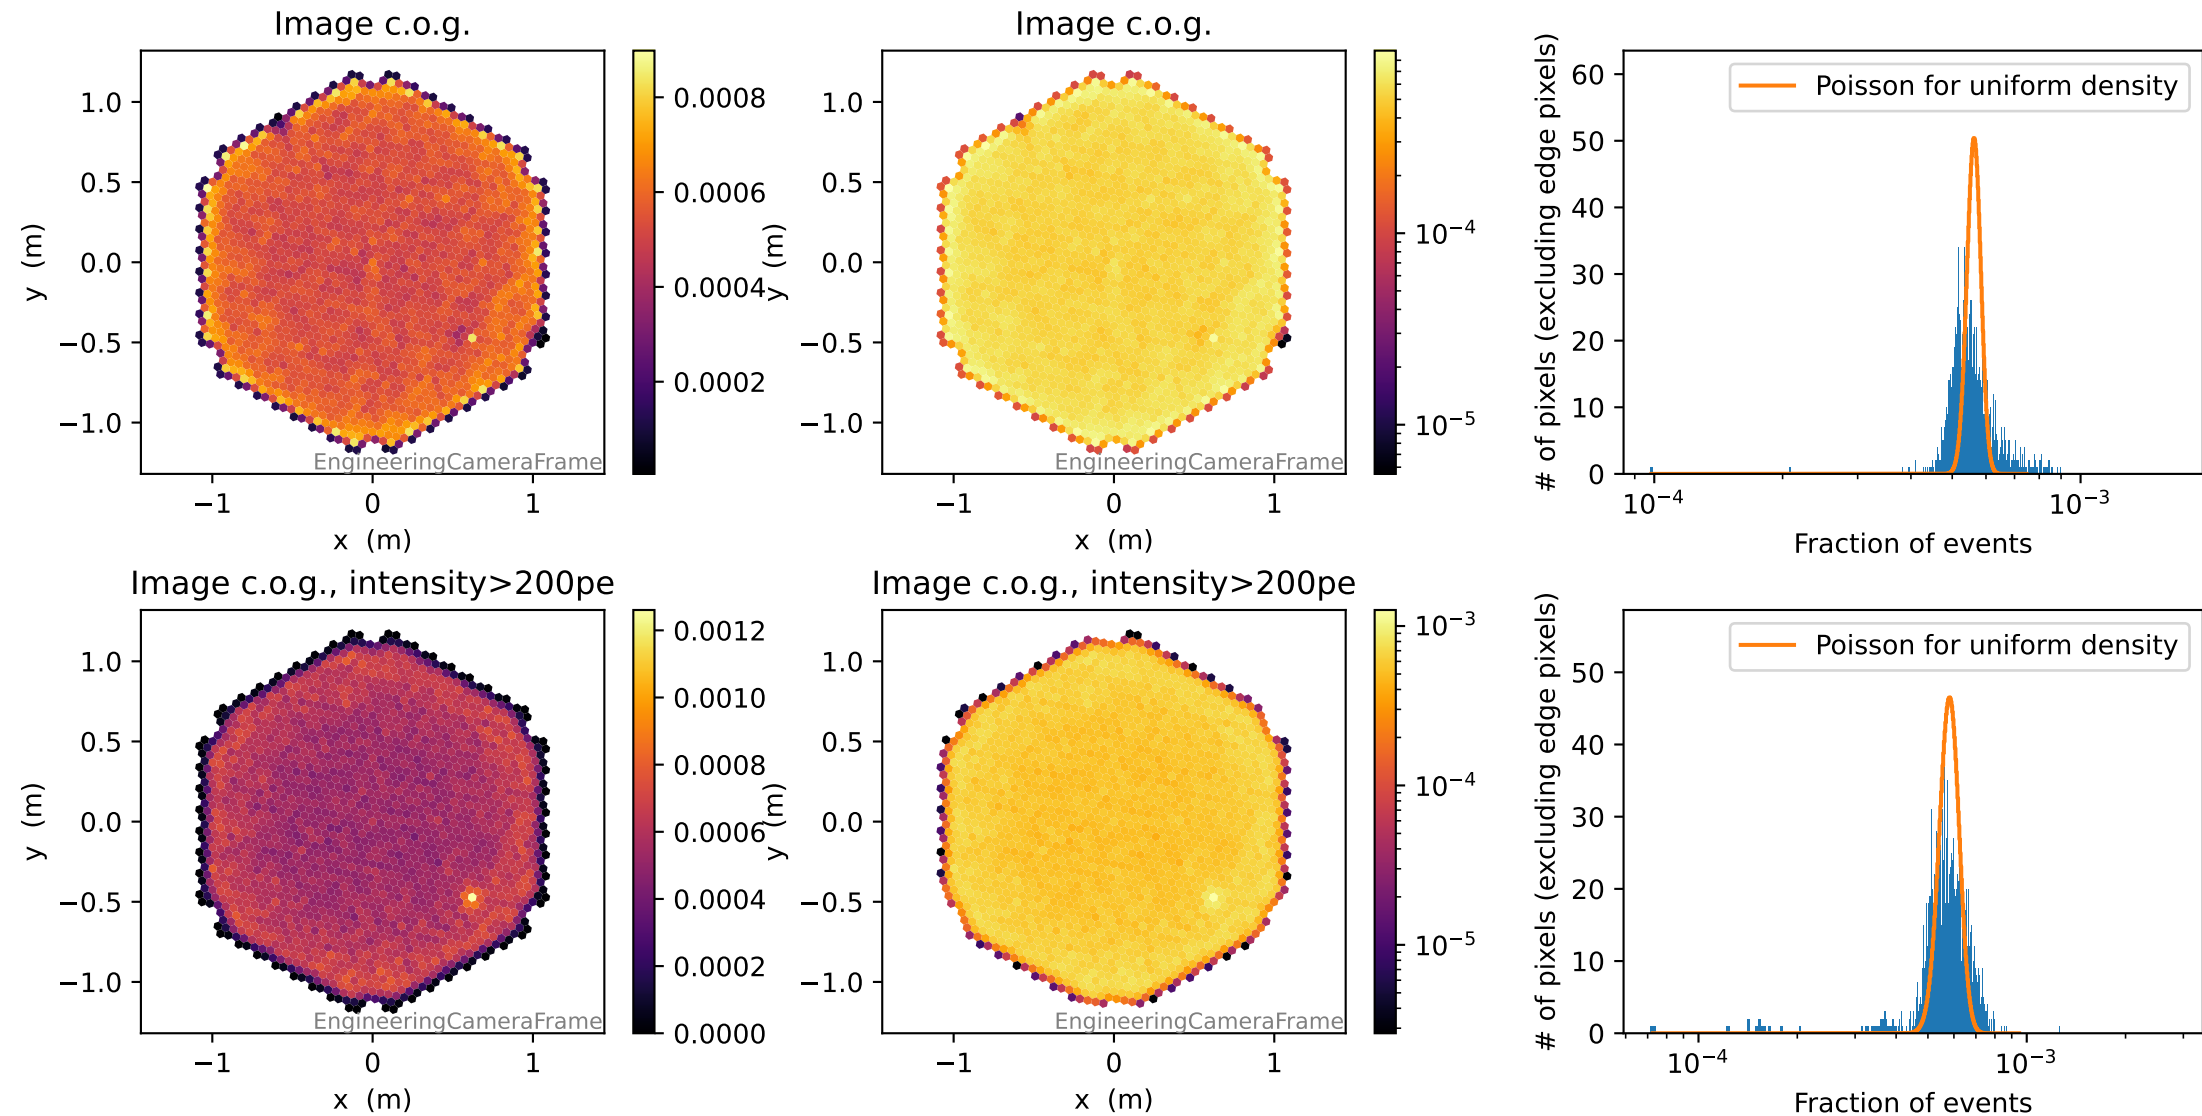 Image c.o.g.
y (m)
1.0
0.5
0.0
−0.5
−1.0
−1
0
1
x (m)
EngineeringCameraFrame
0.0008
0.0006
0.0004
0.0002
Image c.o.g.
y (m)
1.0
0.5
0.0
−0.5
−1.0
−1
0
1
x (m)
EngineeringCameraFrame
10−4
10−5
# of pixels (excluding edge pixels)
60
50
40
30
20
10
0
Poisson for uniform density
10−4
10−3
Fraction of events
Image c.o.g., intensity>200pe
y (m)
1.0
0.5
0.0
−0.5
−1.0
−1
0
1
x (m)
EngineeringCameraFrame
0.0012
0.0010
0.0008
0.0006
0.0004
0.0002
0.0000
Image c.o.g., intensity>200pe
y (m)
1.0
0.5
0.0
−0.5
−1.0
−1
0
1
x (m)
EngineeringCameraFrame
10−3
10−4
10−5
# of pixels (excluding edge pixels)
50
40
30
20
10
0
Poisson for uniform density
10−4
10−3
Fraction of events